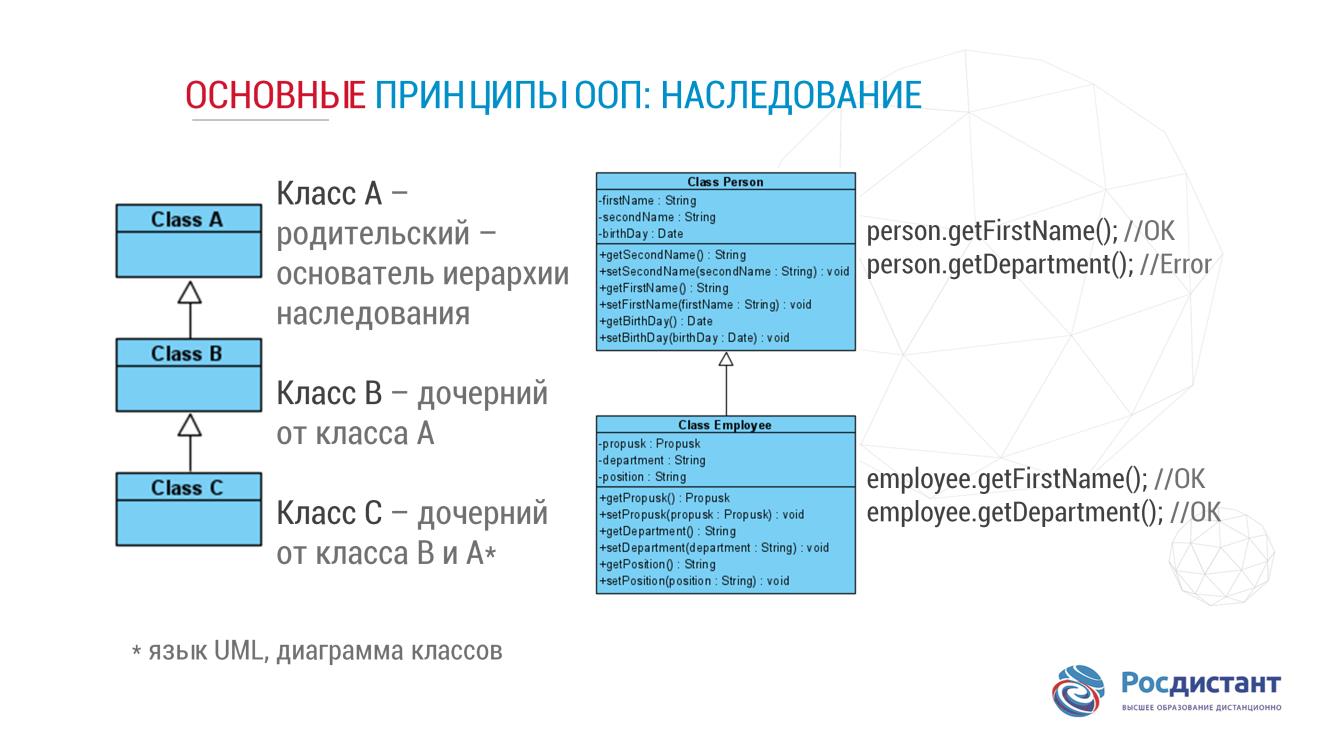 ОСНОВНЫЕ ПРИНЦИПЫ ООП: НАСЛЕДОВАНИЕ
Class A
Class B
Class C
Класс А –
родительский –
основатель иерархии
наследования
Класс B – дочерний
от класса А
Класс С – дочерний
от класса В и А*
Class Person
-firstName : String
-secondName : String
-birthDay : Date
+getSecondName() : String
+setSecondName(secondName : String) : void
+getFirstName() : String
+setFirstName(firstName : String) : void
+getBirthDay() : Date
+setBirthDay(birthDay : Date) : void
Class Employee
-propusk : Propusk
-department : String
-position : String
+getPropusk() : Propusk
+setPropusk(propusk : Propusk) : void
+getDepartment() : String
+setDepartment(department : String) : void
+getPosition() : String
+setPosition(position : String) : void
person.getFirstName(); //OK
person.getDepartment(); //Error
employee.getFirstName(); //OK
employee.getDepartment(); //OK
* язык UML, диаграмма классов
Росдистант
ВЫСШЕЕ ОБРАЗОВАНИЕ ДИСТАНЦИОННО